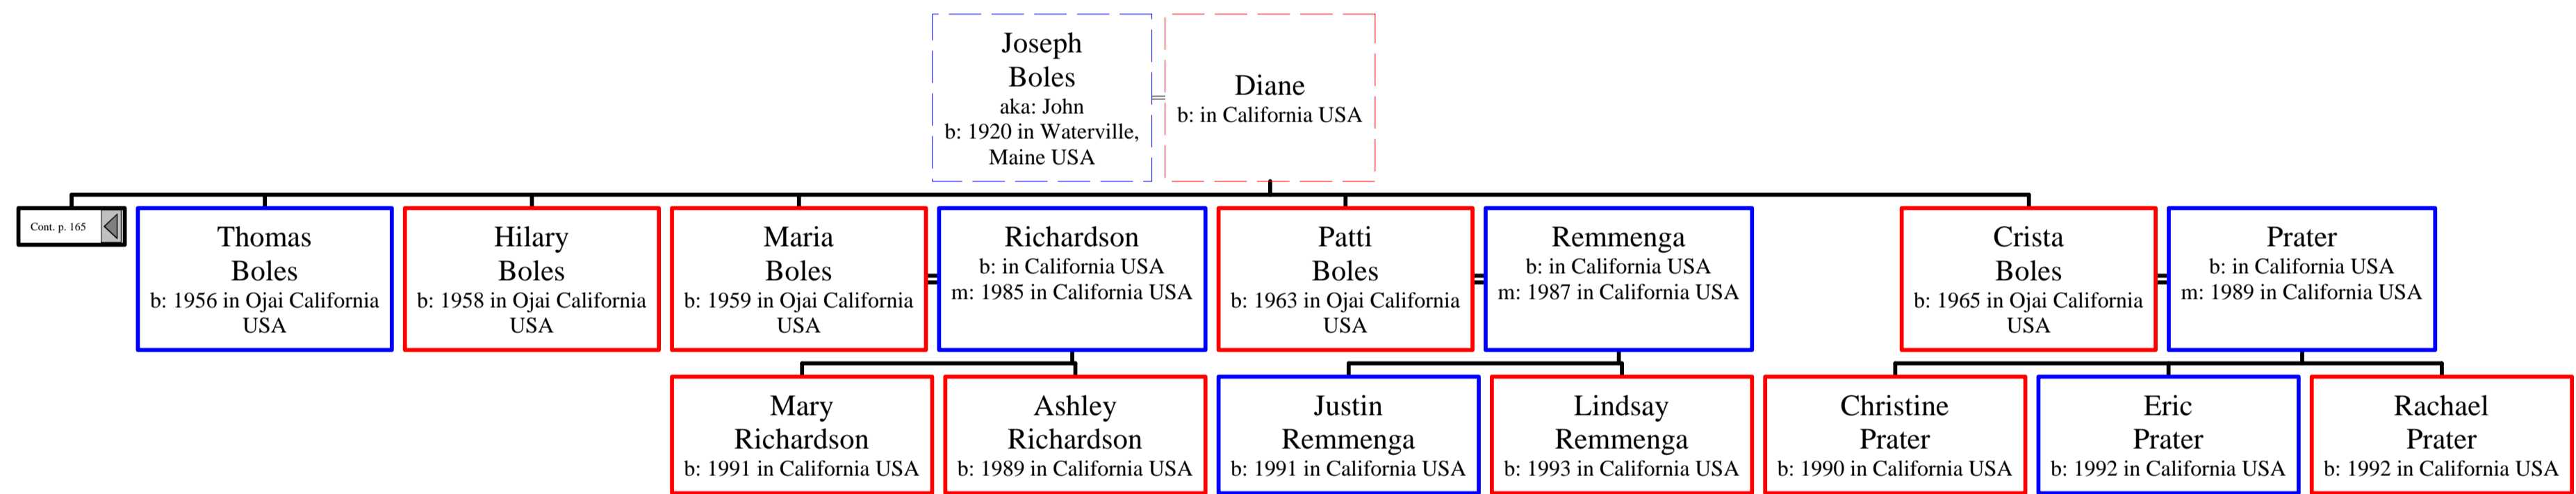 Joseph
Boles
aka: John
b: 1920 in Waterville,
Maine USA
Diane
b: in California USA
Cont. p. 165
Thomas
Boles
b: 1956 in Ojai California
USA
Hilary
Boles
b: 1958 in Ojai California
USA
Maria
Boles
b: 1959 in Ojai California
USA
Richardson
b: in California USA
m: 1985 in California USA
Patti
Boles
b: 1963 in Ojai California
USA
Remmenga
b: in California USA
m: 1987 in California USA
Crista
Boles
b: 1965 in Ojai California
USA
Prater
b: in California USA
m: 1989 in California USA
Mary
Richardson
b: 1991 in California USA
Ashley
Richardson
b: 1989 in California USA
Justin
Remmenga
b: 1991 in California USA
Lindsay
Remmenga
b: 1993 in California USA
Christine
Prater
b: 1990 in California USA
Eric
Prater
b: 1992 in California USA
Rachael
Prater
b: 1992 in California USA